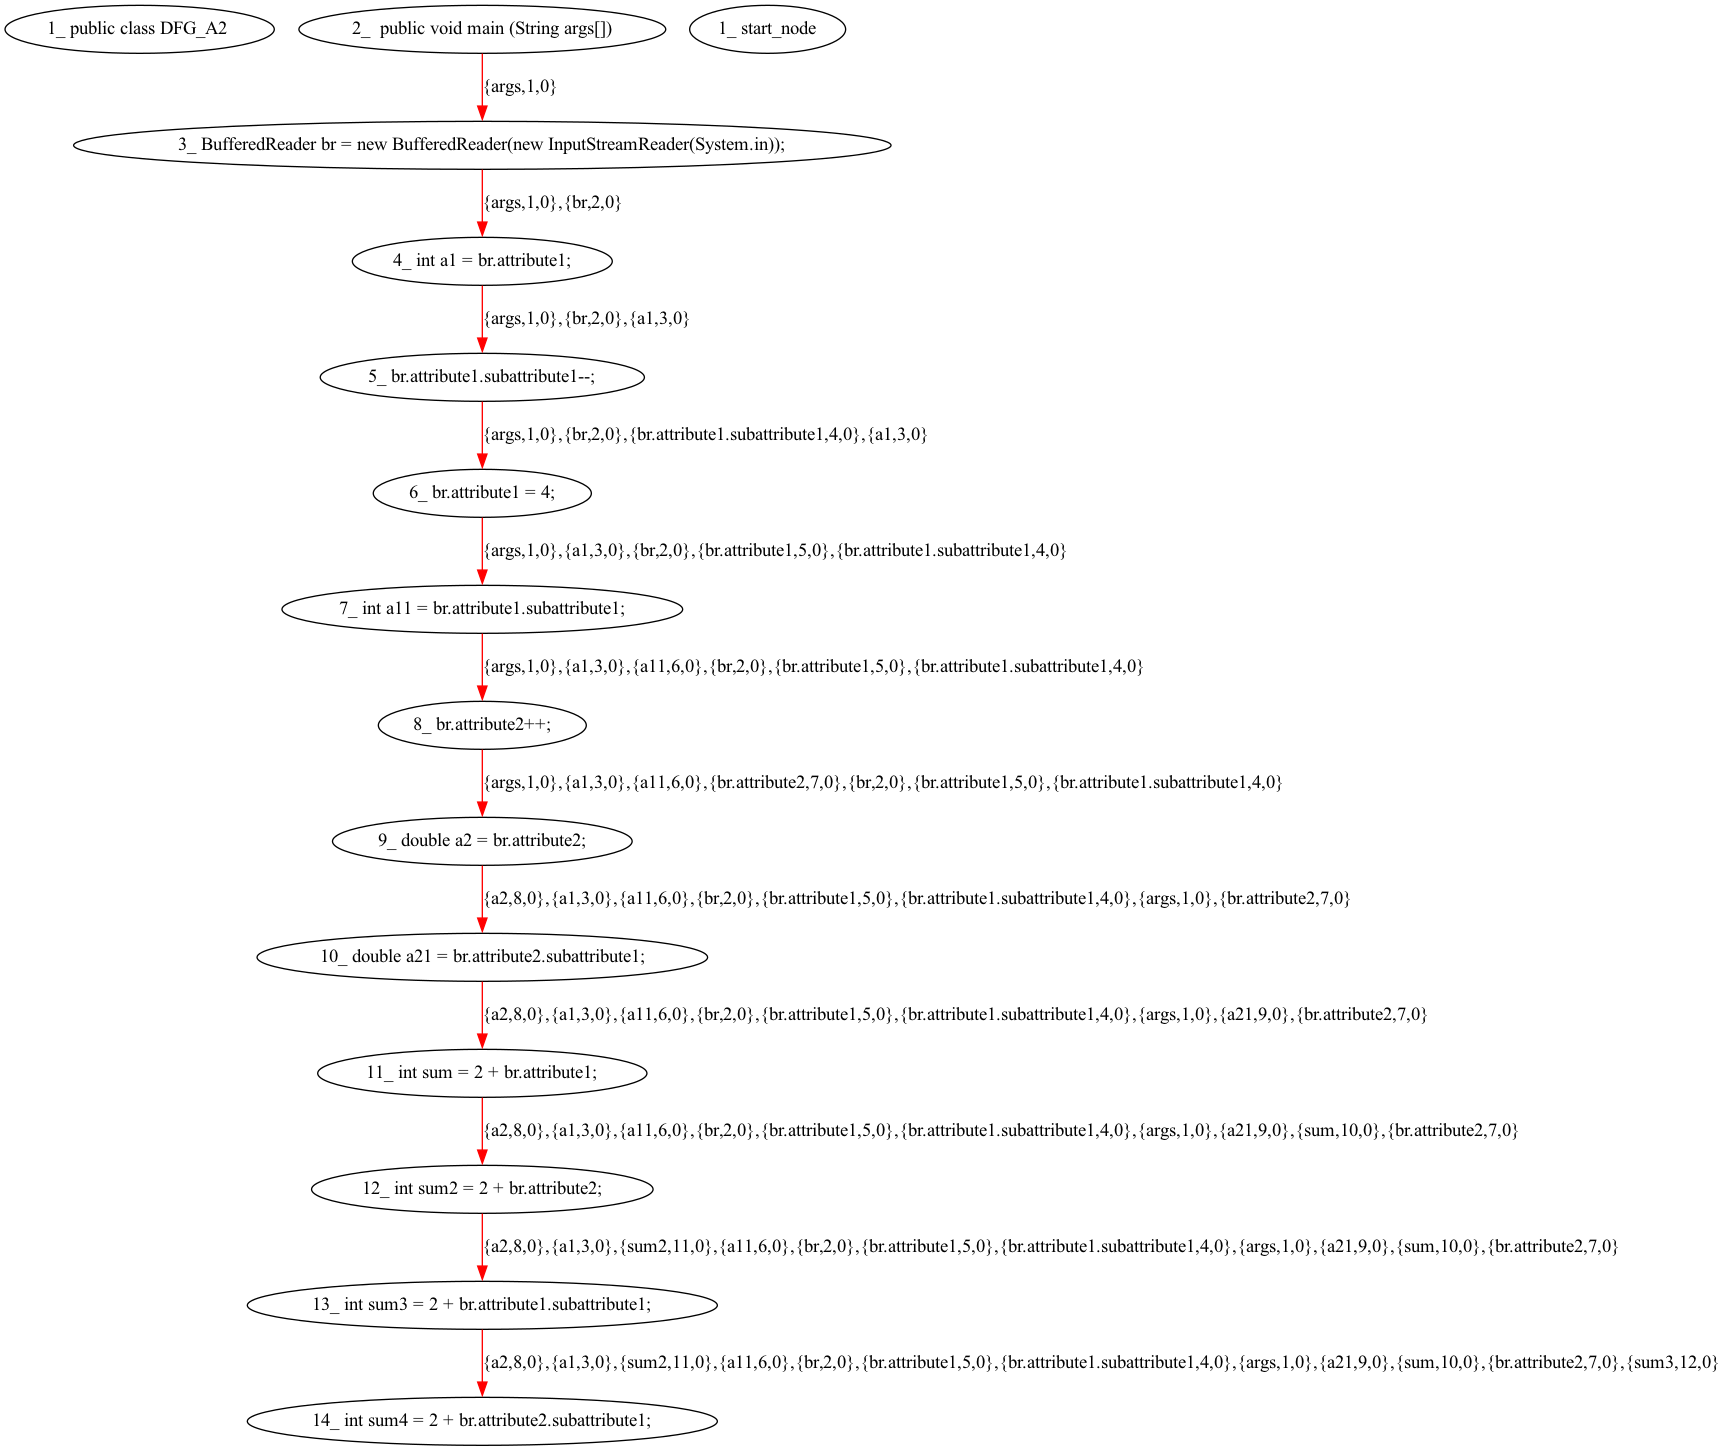 1_ public class DFG_A2
2_  public void main (String args[])
1_ start_node
{args,1,0}
3_ BufferedReader br = new BufferedReader(new InputStreamReader(System.in));
{args,1,0},{br,2,0}
4_ int a1 = br.attribute1;
{args,1,0},{br,2,0},{a1,3,0}
5_ br.attribute1.subattribute1--;
{args,1,0},{br,2,0},{br.attribute1.subattribute1,4,0},{a1,3,0}
6_ br.attribute1 = 4;
{args,1,0},{a1,3,0},{br,2,0},{br.attribute1,5,0},{br.attribute1.subattribute1,4,0}
7_ int a11 = br.attribute1.subattribute1;
{args,1,0},{a1,3,0},{a11,6,0},{br,2,0},{br.attribute1,5,0},{br.attribute1.subattribute1,4,0}
8_ br.attribute2++;
{args,1,0},{a1,3,0},{a11,6,0},{br.attribute2,7,0},{br,2,0},{br.attribute1,5,0},{br.attribute1.subattribute1,4,0}
9_ double a2 = br.attribute2;
{a2,8,0},{a1,3,0},{a11,6,0},{br,2,0},{br.attribute1,5,0},{br.attribute1.subattribute1,4,0},{args,1,0},{br.attribute2,7,0}
10_ double a21 = br.attribute2.subattribute1;
{a2,8,0},{a1,3,0},{a11,6,0},{br,2,0},{br.attribute1,5,0},{br.attribute1.subattribute1,4,0},{args,1,0},{a21,9,0},{br.attribute2,7,0}
11_ int sum = 2 + br.attribute1;
{a2,8,0},{a1,3,0},{a11,6,0},{br,2,0},{br.attribute1,5,0},{br.attribute1.subattribute1,4,0},{args,1,0},{a21,9,0},{sum,10,0},{br.attribute2,7,0}
12_ int sum2 = 2 + br.attribute2;
{a2,8,0},{a1,3,0},{sum2,11,0},{a11,6,0},{br,2,0},{br.attribute1,5,0},{br.attribute1.subattribute1,4,0},{args,1,0},{a21,9,0},{sum,10,0},{br.attribute2,7,0}
13_ int sum3 = 2 + br.attribute1.subattribute1;
{a2,8,0},{a1,3,0},{sum2,11,0},{a11,6,0},{br,2,0},{br.attribute1,5,0},{br.attribute1.subattribute1,4,0},{args,1,0},{a21,9,0},{sum,10,0},{br.attribute2,7,0},{sum3,12,0}
14_ int sum4 = 2 + br.attribute2.subattribute1;